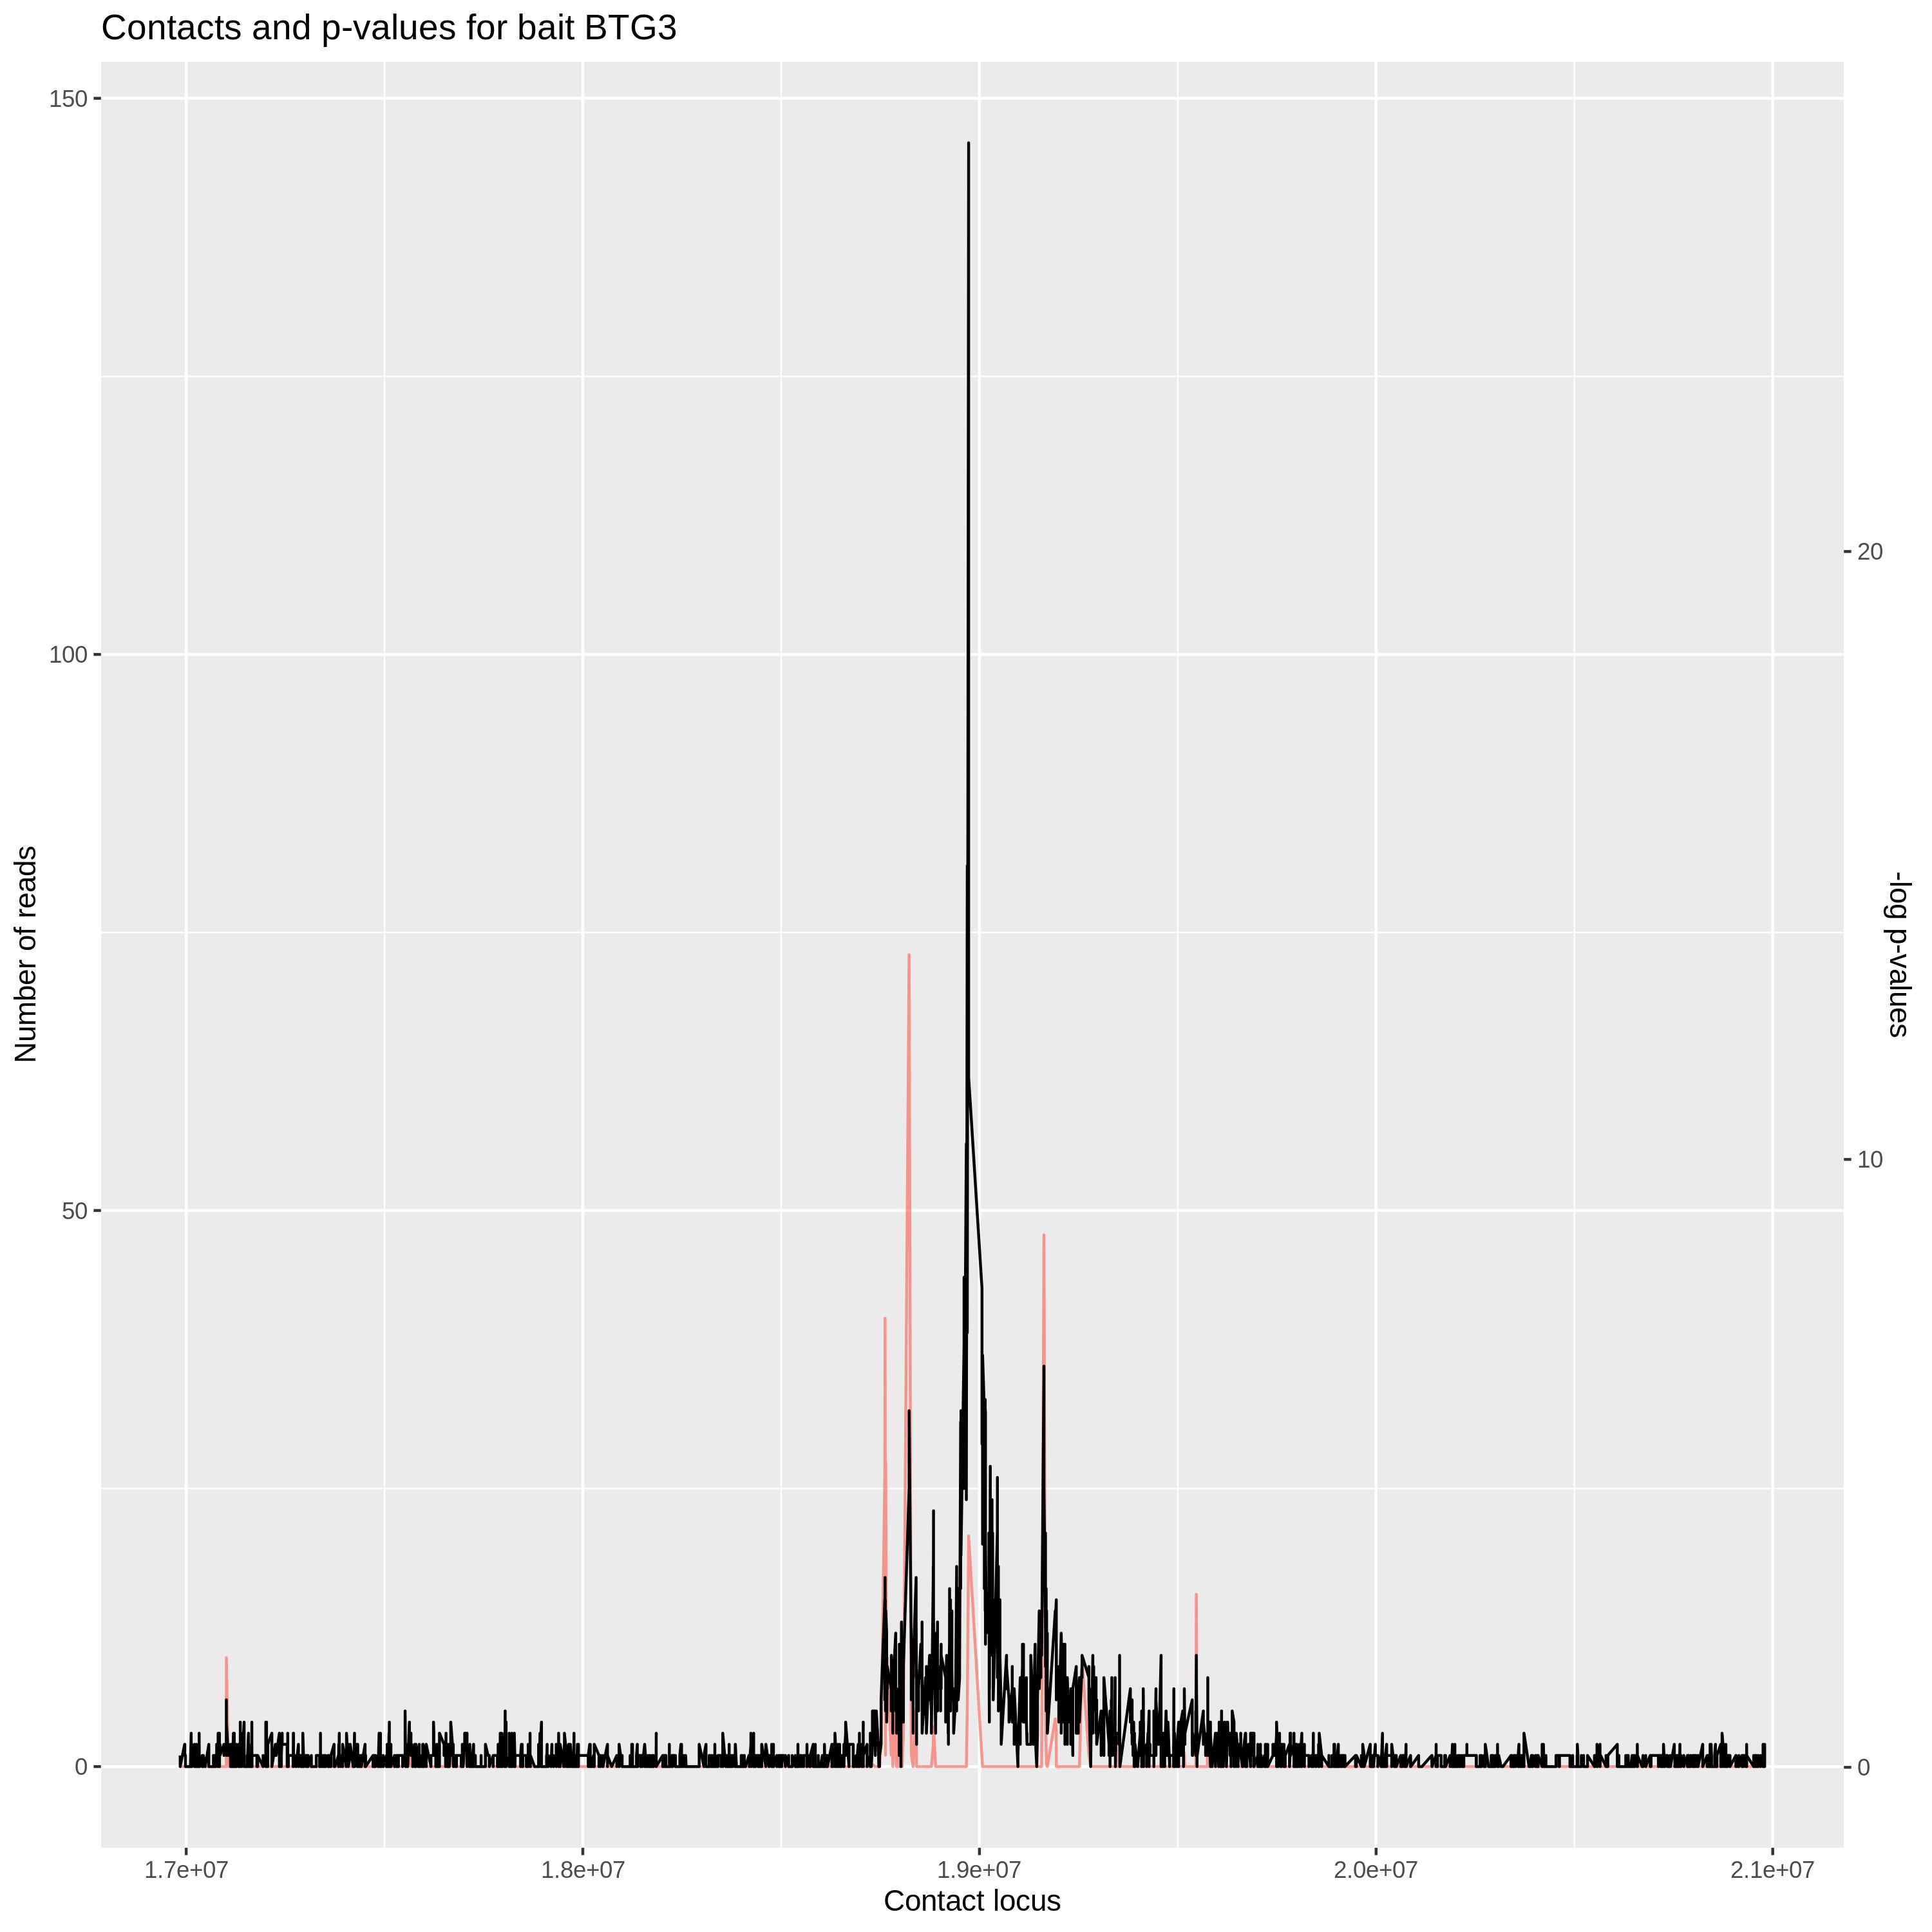 Contacts and p-values for bait BTG3
150
100
50
0
Number of reads
20
10
0
-log p-values
1.7e+07
1.8e+07
1.9e+07
2.0e+07
2.1e+07
Contact locus